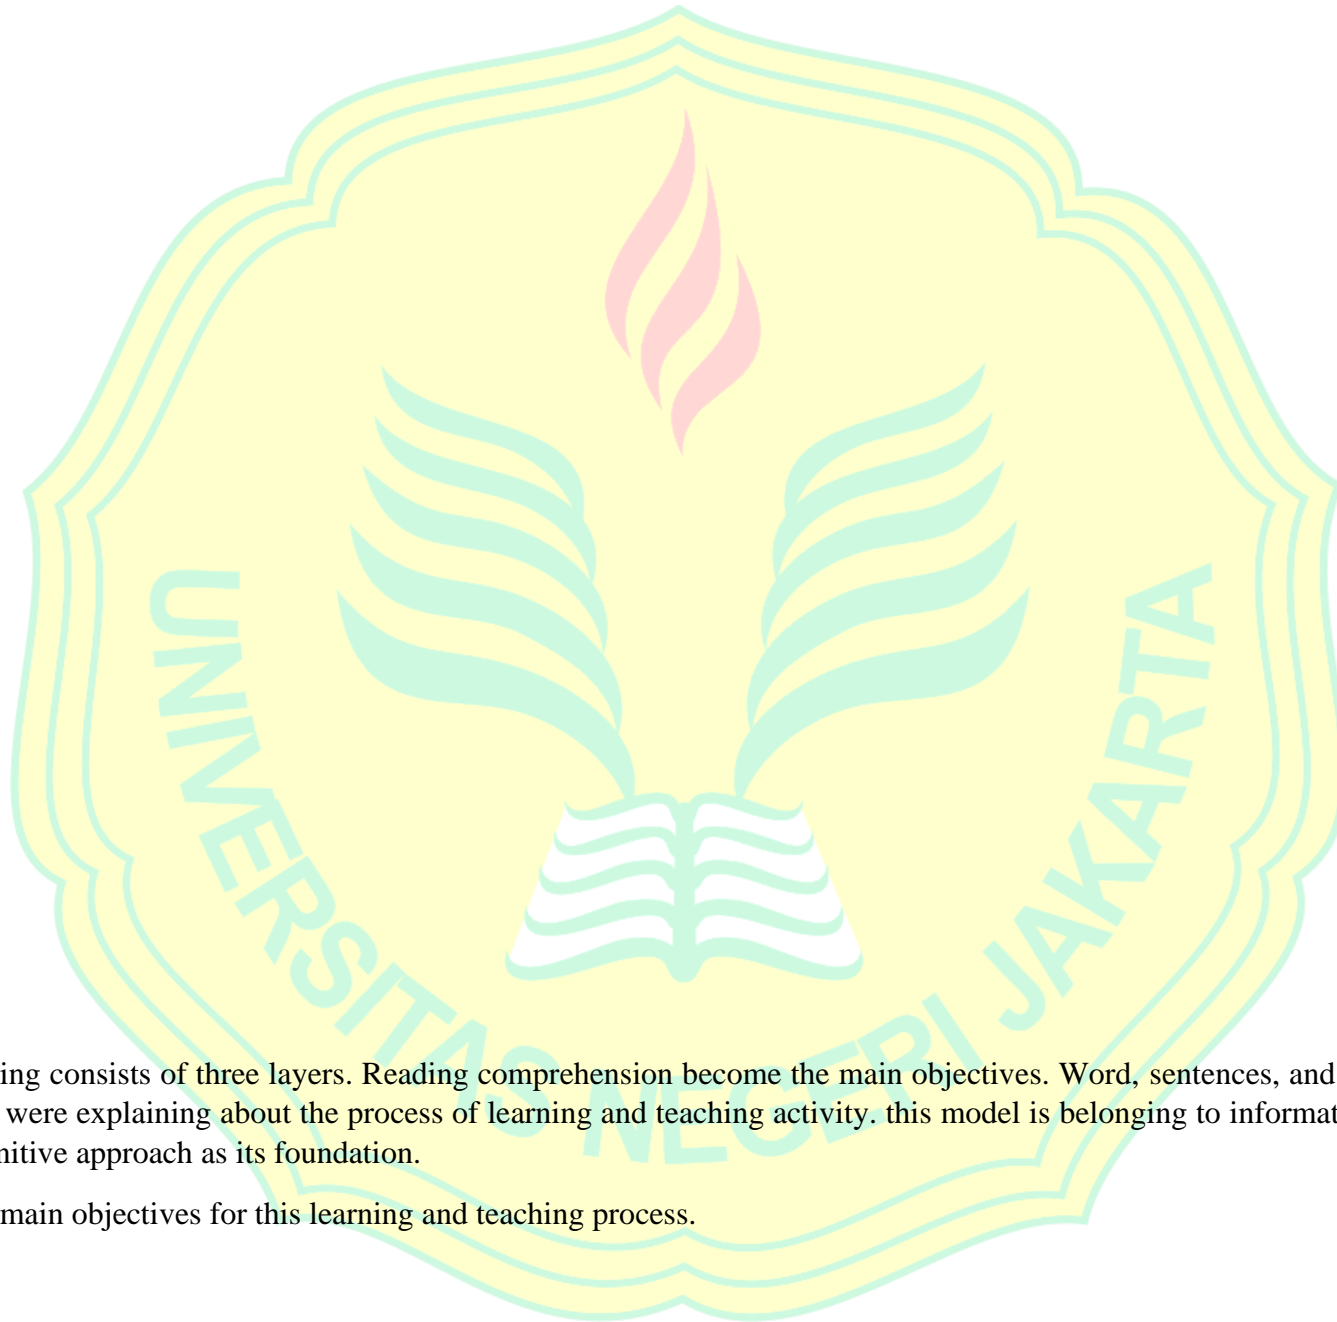 UNIVERSITAS NEGERI JAKARTA
ing consists of three layers. Reading comprehension become the main objectives. Word, sentences, and
were explaining about the process of learning and teaching activity. this model is belonging to informat
nitive approach as its foundation.
main objectives for this learning and teaching process.